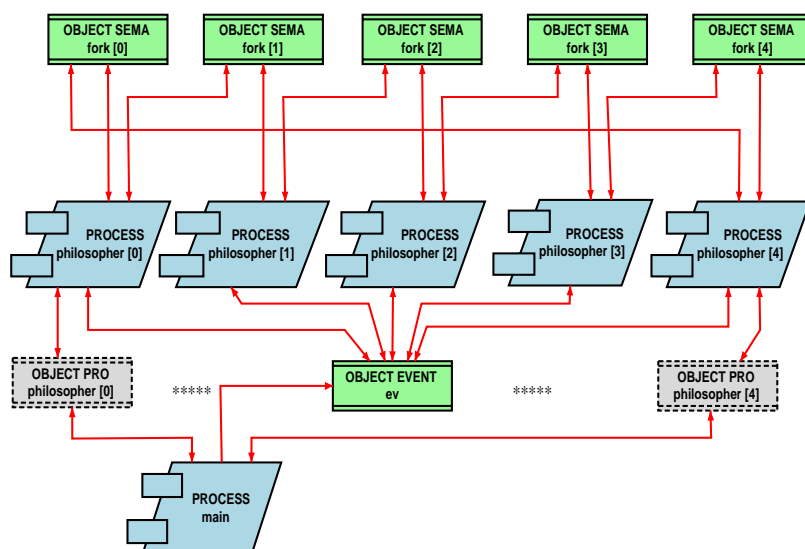 OBJECT SEMA
fork [0]
OBJECT SEMA
fork [1]
OBJECT SEMA
fork [2]
OBJECT SEMA
fork [3]
OBJECT SEMA
fork [4]
PROCESS
philosopher [0]
PROCESS
philosopher [1]
PROCESS
philosopher [2]
PROCESS
philosopher [3]
PROCESS
philosopher [4]
OBJECT PRO
philosopher [0]
*****
OBJECT EVENT
ev
*****
OBJECT PRO
philosopher [4]
PROCESS
main